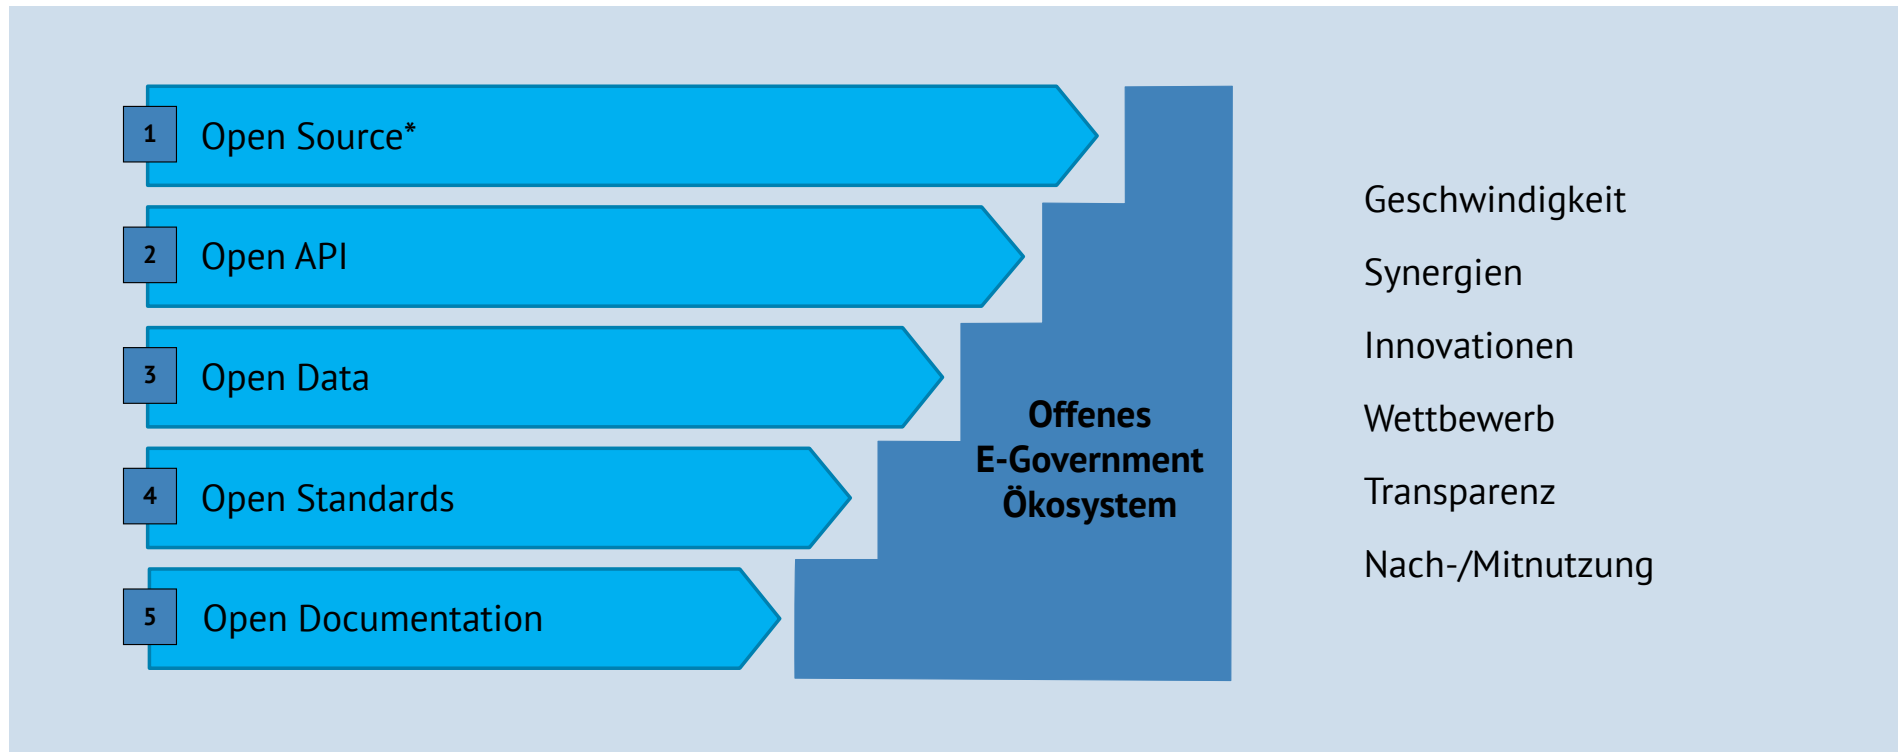 1 Open Source*
2 Open API
3 Open Data
4 Open Standards
5 Open Documentation
Offenes
E-Government
Ökosystem
Geschwindigkeit
Synergien
Innovationen
Wettbewerb
Transparenz
Nach-/Mitnutzung